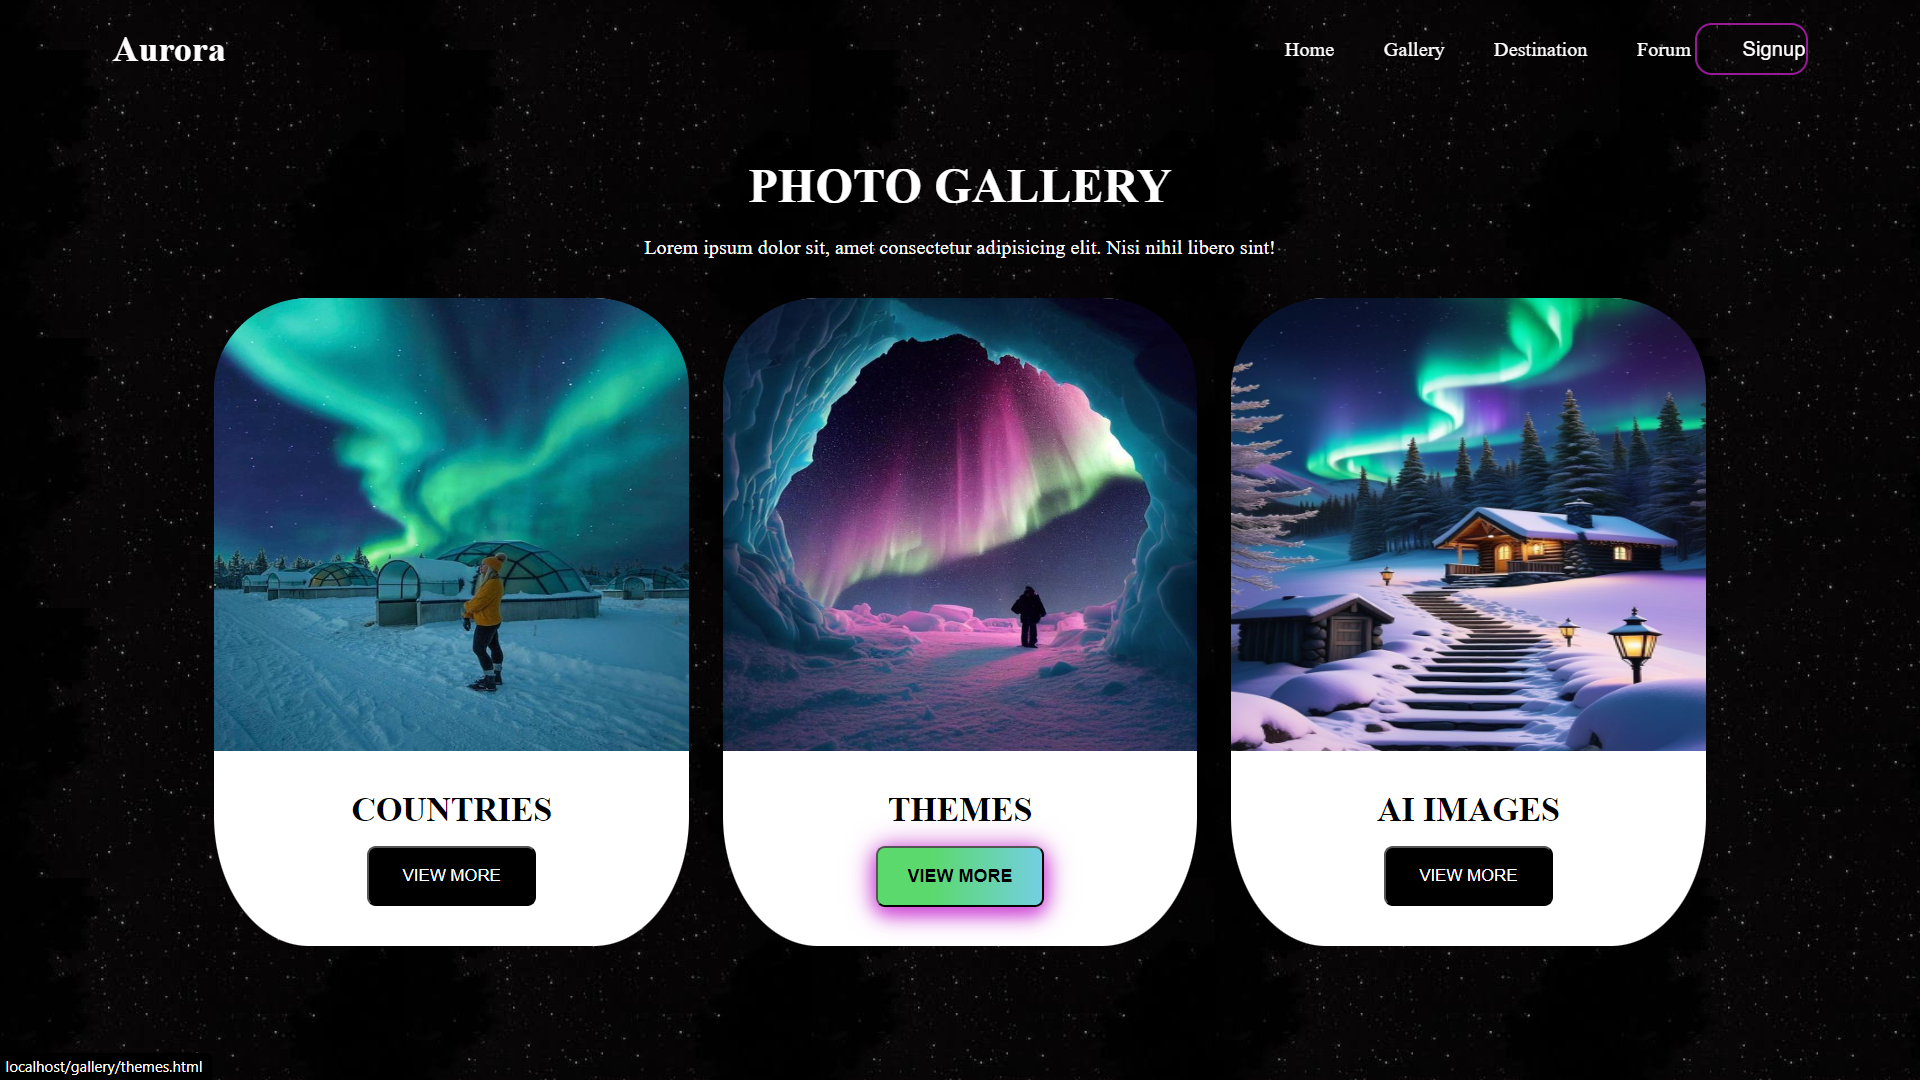 Aurora
Home Gallery Destination Forum Signup
PHOTO GALLERY
Lorem ipsum dolor sit, amet consectetur adipisicing elit. Nisi nihil libero sint!
COUNTRIES
VIEW MORE
THEMES
VIEW MORE
AI IMAGES
VIEW MORE
localhost/gallery/themes.html